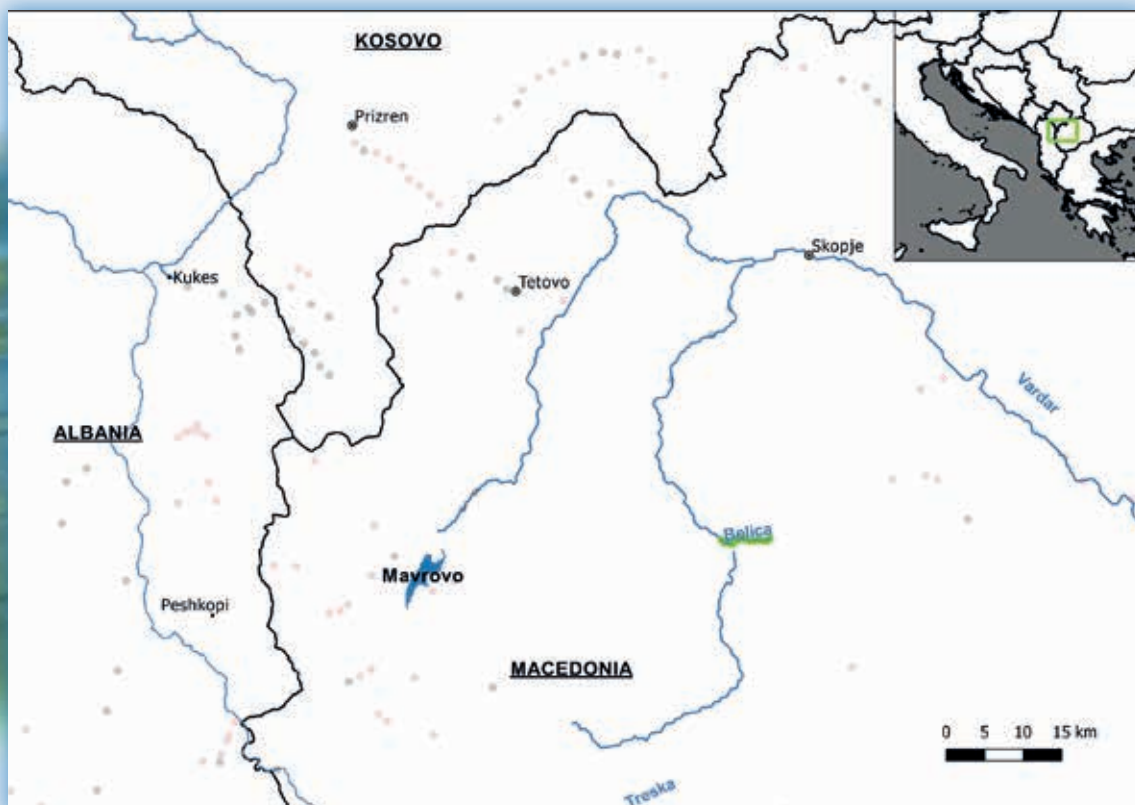 KOSOVO
Prizren
Skopje
Kukes
Tetovo
Vardar
ALBANIA
Belica
Mavrovo
Peshkopi
MACEDONIA
0 5 10 15 km
Treska